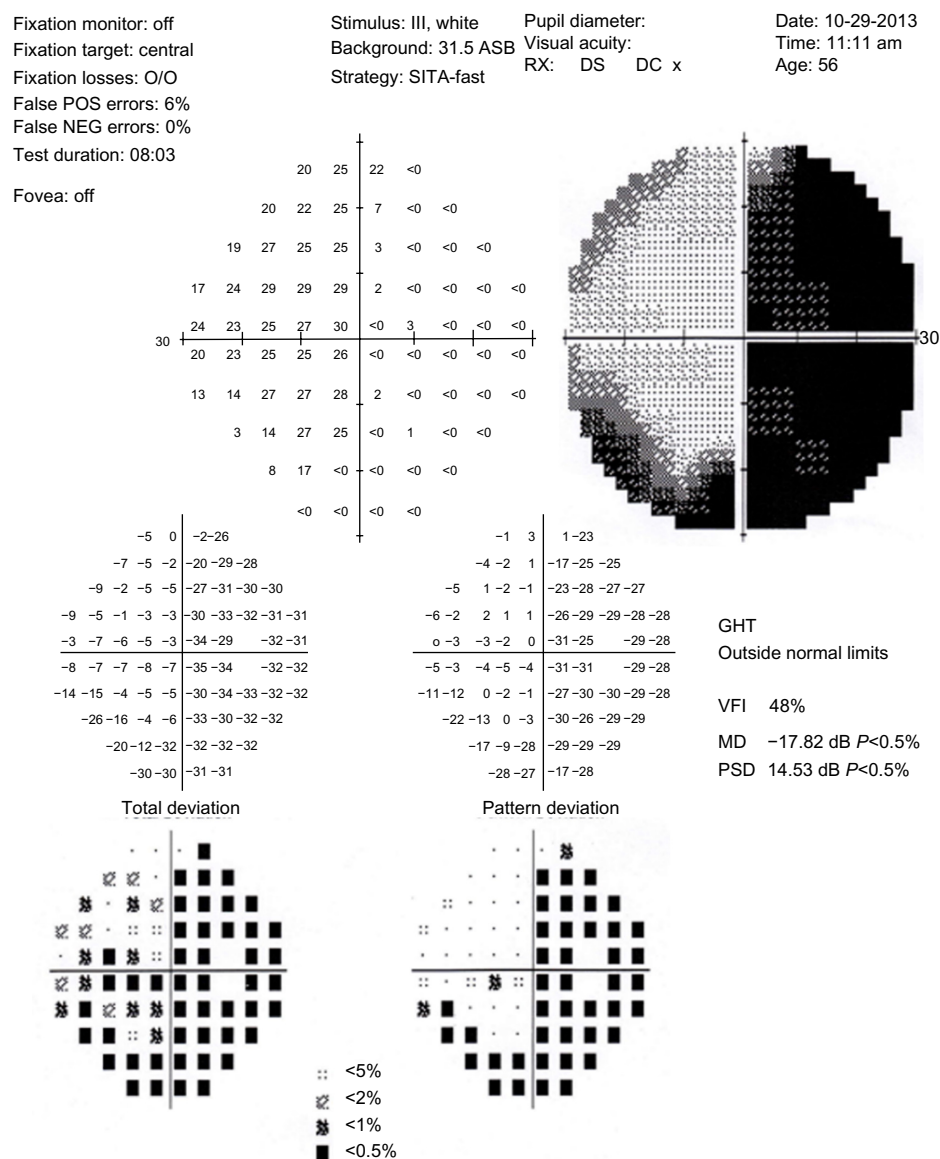 Fixation monitor: off
Fixation target: central
Fixation losses: O/O
False POS errors: 6%
False NEG errors: 0%
Test duration: 08:03
Fovea: off
Stimulus: III, white
Background: 31.5 ASB
Strategy: SITA-fast
Pupil diameter:
Visual acuity:
RX: DS DC x
Date: 10-29-2013
Time: 11:11 am
Age: 56
20 25 22 <0
20 22 25 7 <0 <0
19 27 25 25 3 <0 <0 <0
17 24 29 29 29 2 <0 <0 <0 <0
24 23 25 27 30 <0 3 <0 <0 <0
30 30
20 23 25 25 26 <0 <0 <0 <0 <0
13 14 27 27 28 2 <0 <0 <0 <0
3 14 27 25 <0 1 <0 <0
8 17 <0 <0 <0 <0
<0 <0 <0 <0
−5 0 −2 −26
−7 −5 −2 −20 −29 −28
−9 −2 −5 −5 −27 −31 −30 −30
−9 −5 −1 −3 −3 −30 −33 −32 −31 −31
−3 −7 −6 −5 −3 −34 −29 −32 −31
−8 −7 −7 −8 −7 −35 −34 −32 −32
−14 −15 −4 −5 −5 −30 −34 −33 −32 −32
−26 −16 −4 −6 −33 −30 −32 −32
−20 −12 −32 −32 −32 −32
−30 −30 −31 −31
Total deviation
−1 3 1 −23
−4 −2 1 −17 −25 −25
−5 1 −2 −1 −23 −28 −27 −27
−6 −2 2 1 1 −26 −29 −29 −28 −28
o −3 −3 −2 0 −31 −25 −29 −28
−5 −3 −4 −5 −4 −31 −31 −29 −28
−11 −12 0 −2 −1 −27 −30 −30 −29 −28
−22 −13 0 −3 −30 −26 −29 −29
−17 −9 −28 −29 −29 −29
−28 −27 −17 −28
Pattern deviation
GHT
Outside normal limits
VFI 48%
MD −17.82 dB P<0.5%
PSD 14.53 dB P<0.5%
<5%
<2%
<1%
<0.5%